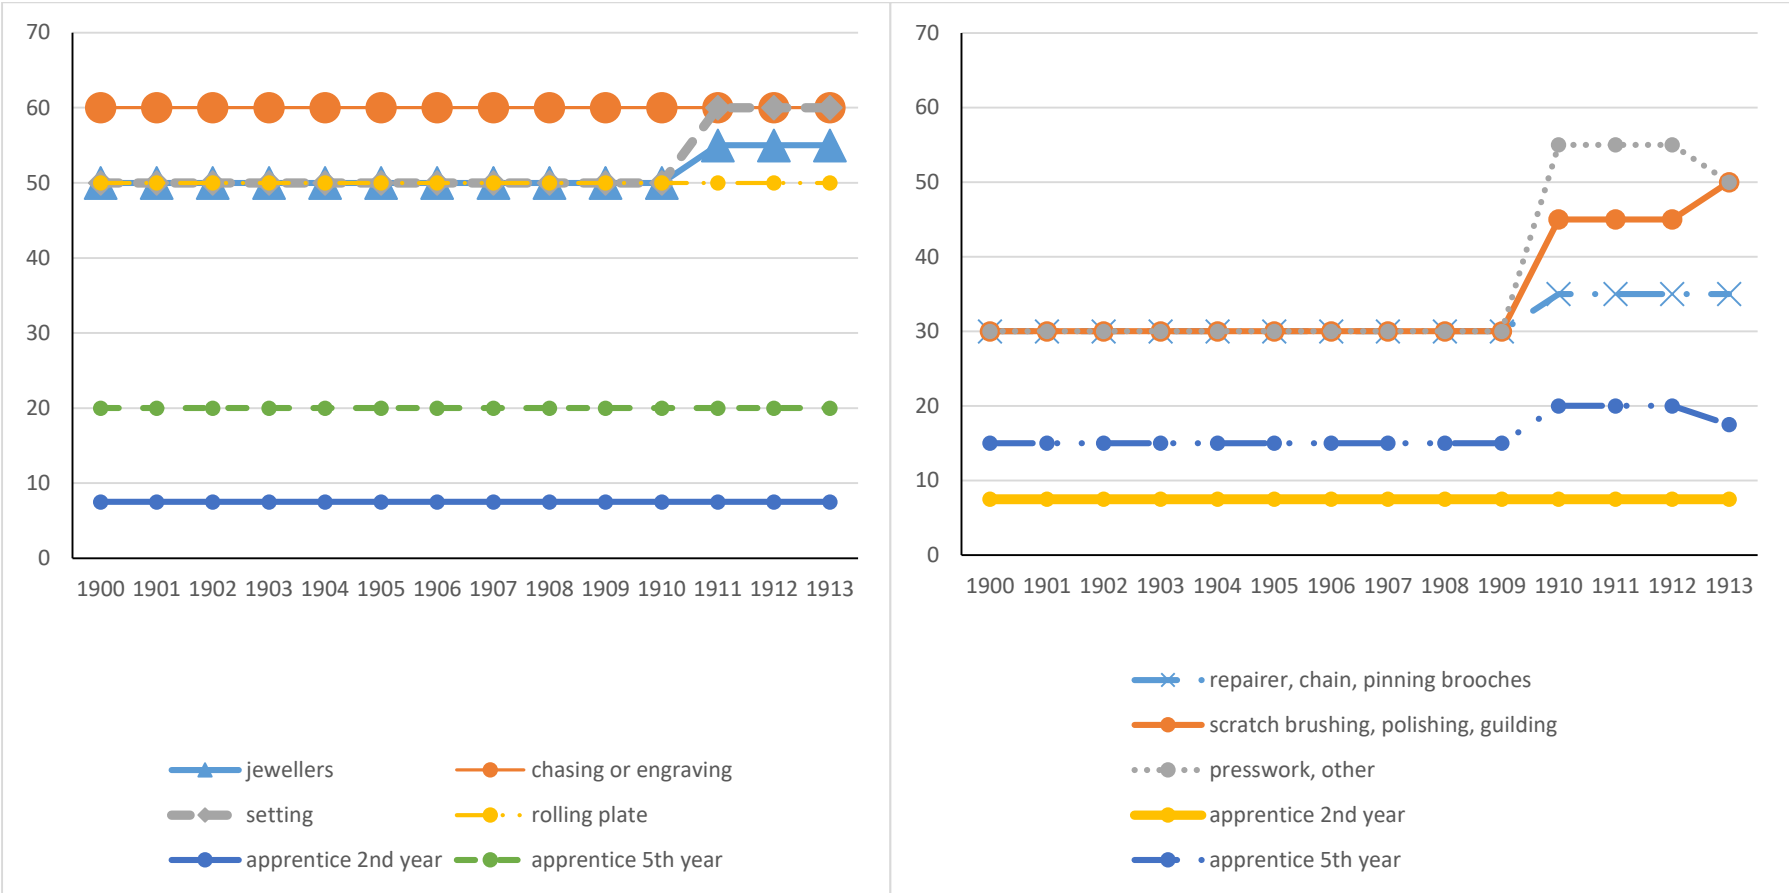 70
60
50
40
30
20
10
0
1900 1901 1902 1903 1904 1905 1906 1907 1908 1909 1910 1911 1912 1913
jewellers chasing or engraving
setting rolling plate
apprentice 2nd year apprentice 5th year
70
60
50
40
30
20
10
0
1900 1901 1902 1903 1904 1905 1906 1907 1908 1909 1910 1911 1912 1913
repairer, chain, pinning brooches
scratch brushing, polishing, guilding
presswork, other
apprentice 2nd year
apprentice 5th year